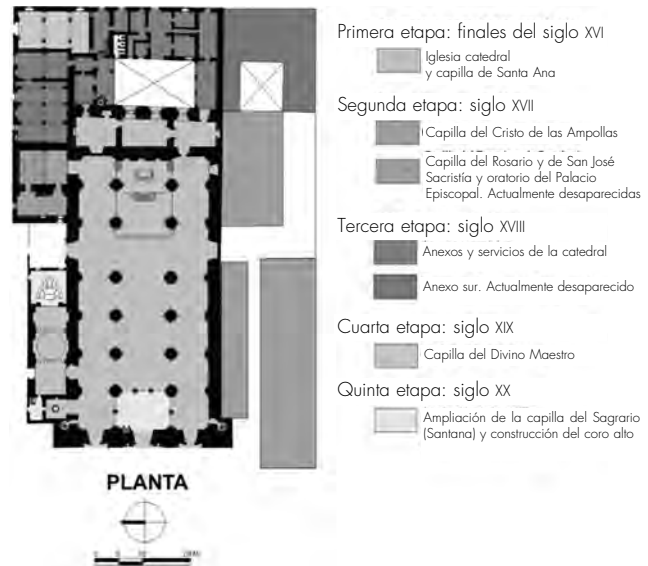 Primera etapa: finales del siglo XVI
Iglesia catedral
y capilla de Santa Ana
Segunda etapa: siglo XVII
Capilla del Cristo de las Ampollas
Capilla del Rosario y de San José
Sacristía y oratorio del Palacio
Episcopal. Actualmente desaparecidas
Tercera etapa: siglo XVIII
Anexos y servicios de la catedral
Anexo sur. Actualmente desaparecido
Cuarta etapa: siglo XIX
Capilla del Divino Maestro
Quinta etapa: siglo XX
Ampliación de la capilla del Sagrario
(Santana) y construcción del coro alto
PLANTA